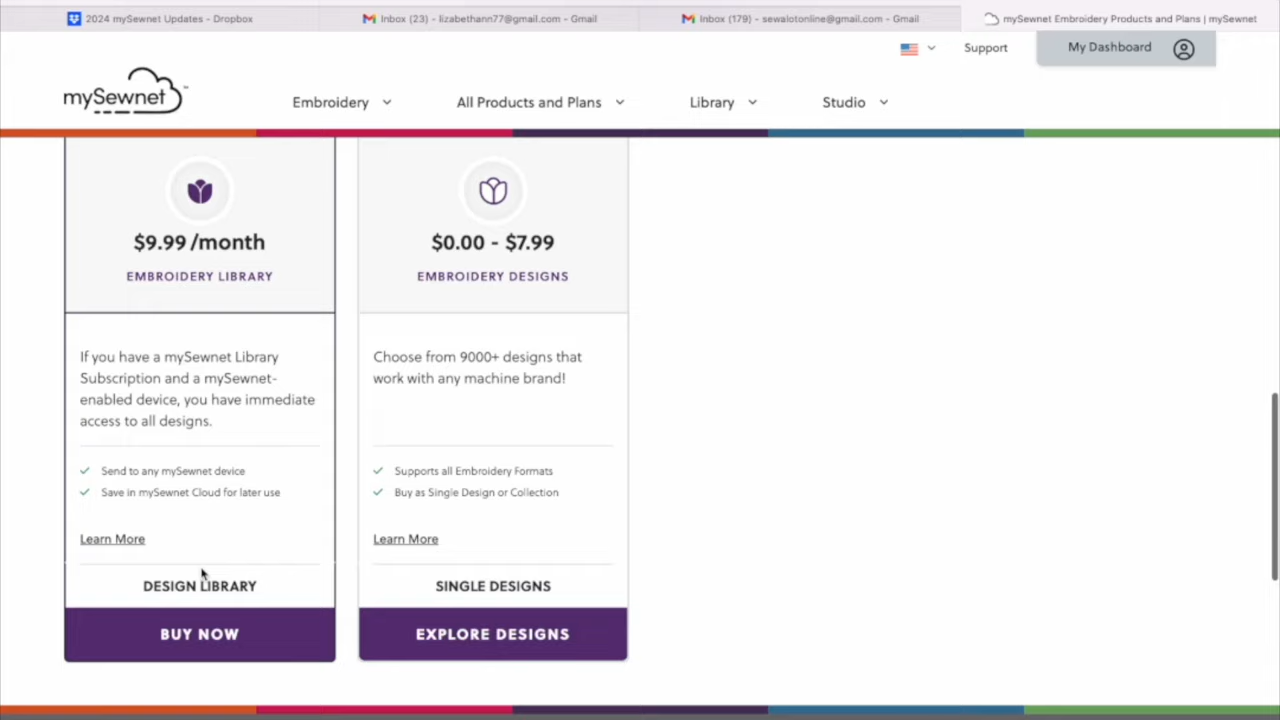 2024 mySewnet Updates - Dropbox
Inbox (23) - lizabethann77@gmail.com - Gmail
Inbox (179) - sewalotonline@gmail.com - Gmail
mySewnet Embroidery Products and Plans | mySewnet
Support
My Dashboard
mySewnet™
Embroidery
All Products and Plans
Library
Studio
$9.99 /month
EMBROIDERY LIBRARY
If you have a mySewnet Library
Subscription and a mySewnet-
enabled device, you have immediate
access to all designs.
Send to any mySewnet device
Save in mySewnet Cloud for later use
Learn More
DESIGN LIBRARY
BUY NOW
$0.00 - $7.99
EMBROIDERY DESIGNS
Choose from 9000+ designs that
work with any machine brand!
Supports all Embroidery Formats
Buy as Single Design or Collection
Learn More
SINGLE DESIGNS
EXPLORE DESIGNS